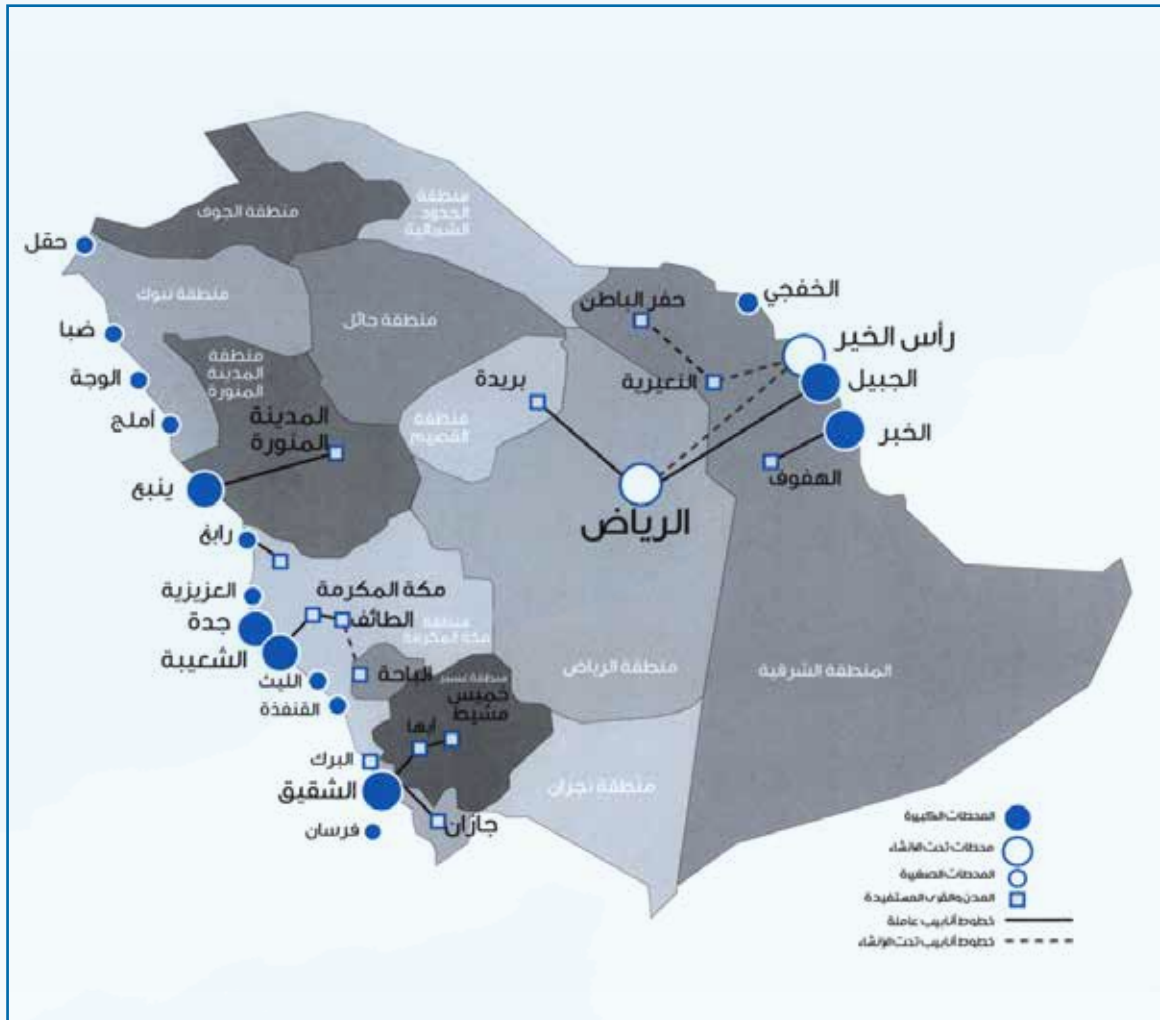 منطقة
الحدود
الشمالية
منطقة الجوف
حقل
منطقة تبوك
حفر الباطن
الخفجي
منطقة حائل
ضبا
رأس الخير
منطقة
المدينة
المنورة
الوجة
بريدة
النعيرية
الجبيل
أملج
المدينة
المنورة
منطقة
القصيم
الخبر
الهفوف
ينبع
الرياض
رابغ
العزيزية
مكة المكرمة
جدة
الطائف
منطقة
مكة المكرمة
الشعيبة
الليث
الباحة
منطقة عسير
منطقة الرياض
المنطقة الشرقية
القنفذة
خميس
مشيط
أبها
البرك
الشقيق
منطقة نجران
فرسان
جازان
المحطات الكبيرة
محطات تحت الإنشاء
المحطات الصغيرة
المدن والقرى المستفيدة
خطوط أنابيب عاملة
خطوط أنابيب تحت الإنشاء